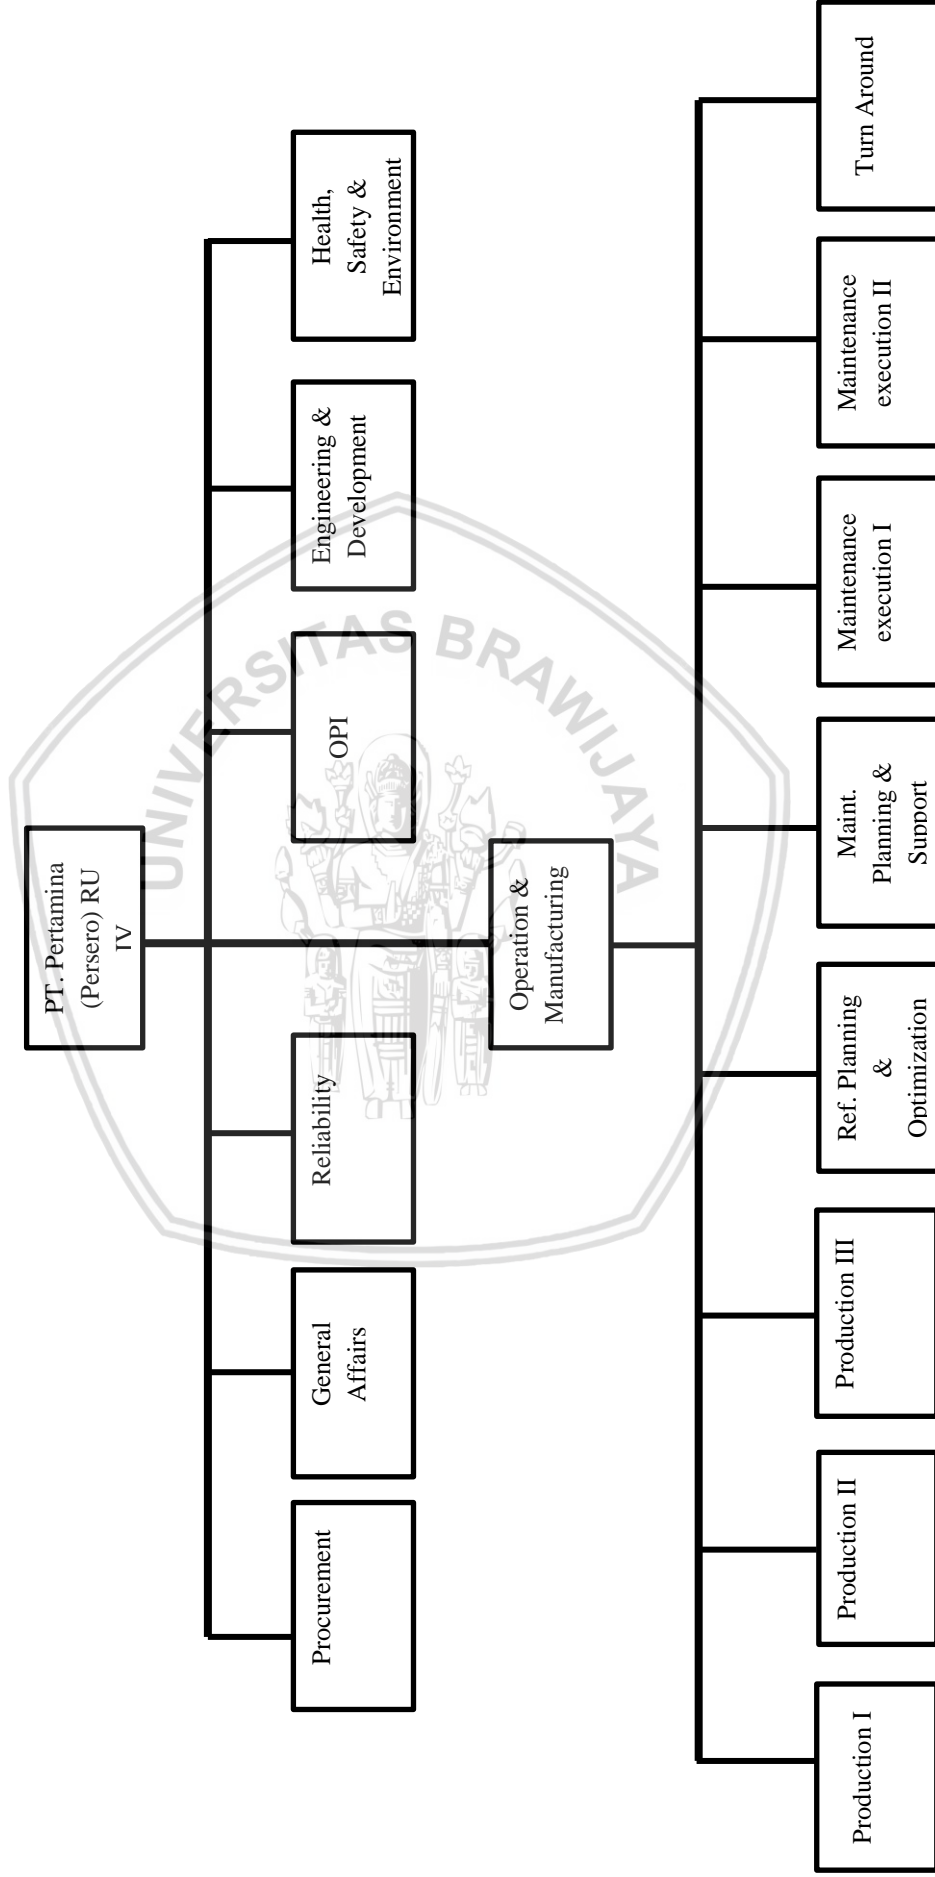 PT. Pertamina
(Persero) RU
IV
Procurement
General
Affairs
Reliability
OPI
Engineering &
Development
Health,
Safety &
Environment
Operation &
Manufacturing
Production I
Production II
Production III
Ref. Planning
&
Optimization
Maint.
Planning &
Support
Maintenance
execution I
Maintenance
execution II
Turn Around
UNIVERSITAS BRAWIJAYA